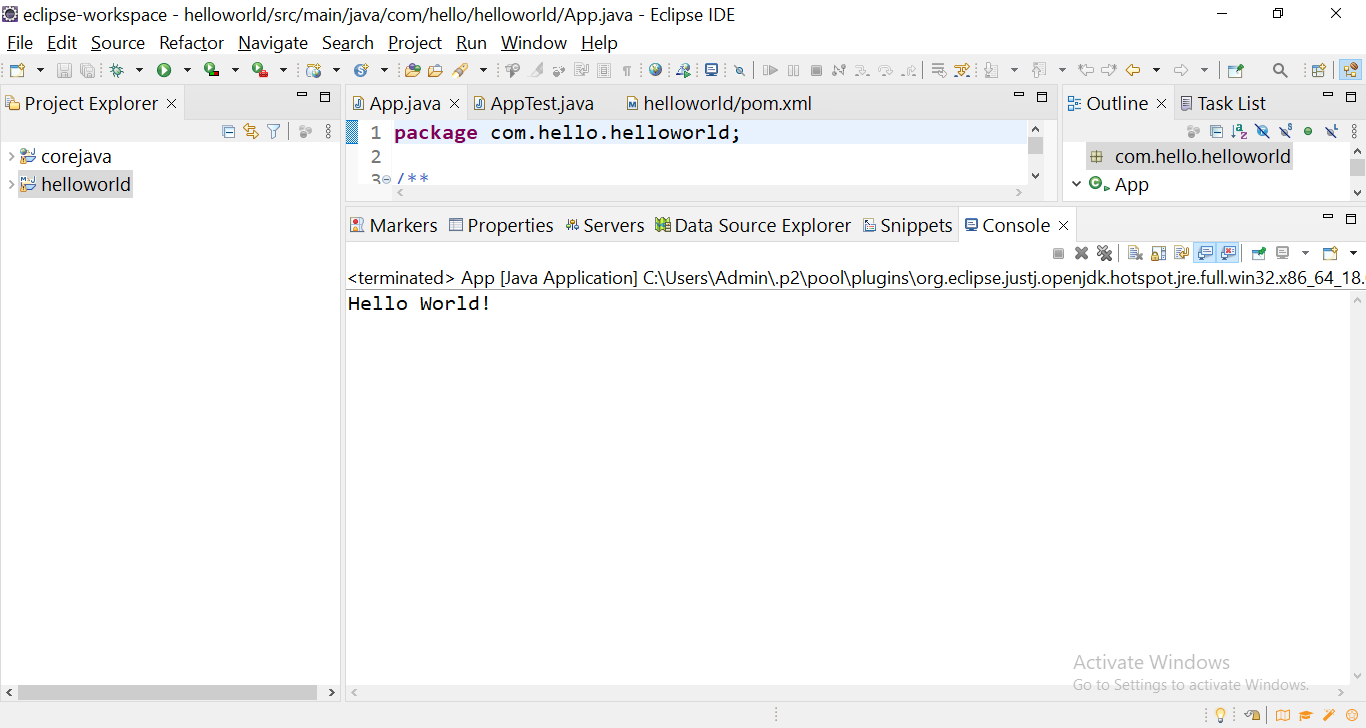 eclipse-workspace - helloworld/src/main/java/com/hello/helloworld/App.java - Eclipse IDE
File Edit Source Refactor Navigate Search Project Run Window Help
Project Explorer
corejava
helloworld
App.java AppTest.java helloworld/pom.xml
1 package com.hello.helloworld;
2
3 /**
Outline Task List
com.hello.helloworld
App
Markers Properties Servers Data Source Explorer Snippets Console
<terminated> App [Java Application] C:\Users\Admin\.p2\pool\plugins\org.eclipse.justj.openjdk.hotspot.jre.full.win32.x86_64_18.
Hello World!
Activate Windows
Go to Settings to activate Windows.